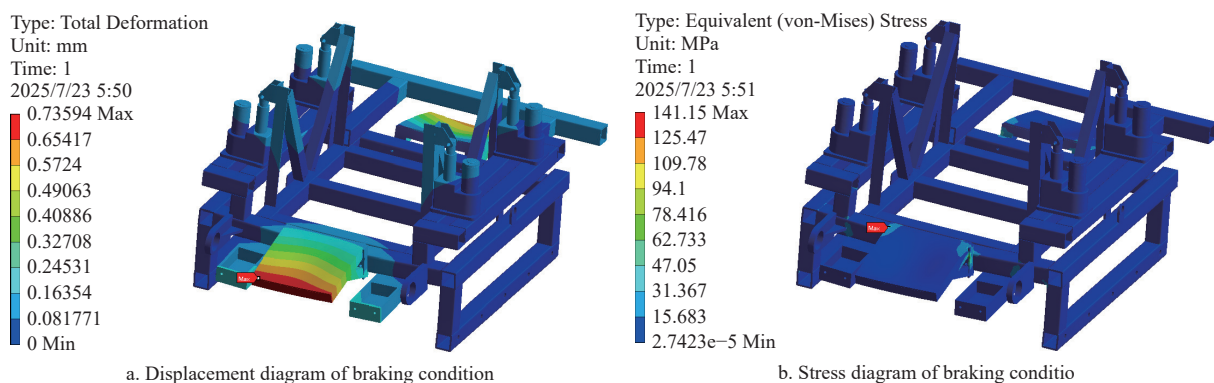 Type: Total Deformation
Unit: mm
Time: 1
2025/7/23 5:50
0.73594 Max
0.65417
0.5724
0.49063
0.40886
0.32708
0.24531
0.16354
0.081771
0 Min
Max
a. Displacement diagram of braking condition
Type: Equivalent (von-Mises) Stress
Unit: MPa
Time: 1
2025/7/23 5:51
141.15 Max
125.47
109.78
94.1
78.416
62.733
47.05
31.367
15.683
2.7423e−5 Min
Max
b. Stress diagram of braking conditio